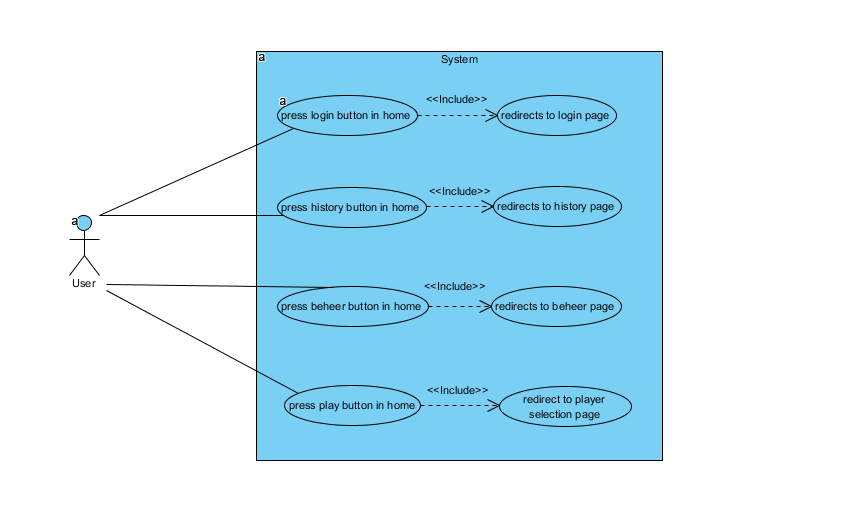 a
System
a
press login button in home
<<Include>>
redirects to login page
press history button in home
<<Include>>
redirects to history page
a
User
press beheer button in home
<<Include>>
redirects to beheer page
press play button in home
<<Include>>
redirect to player
selection page